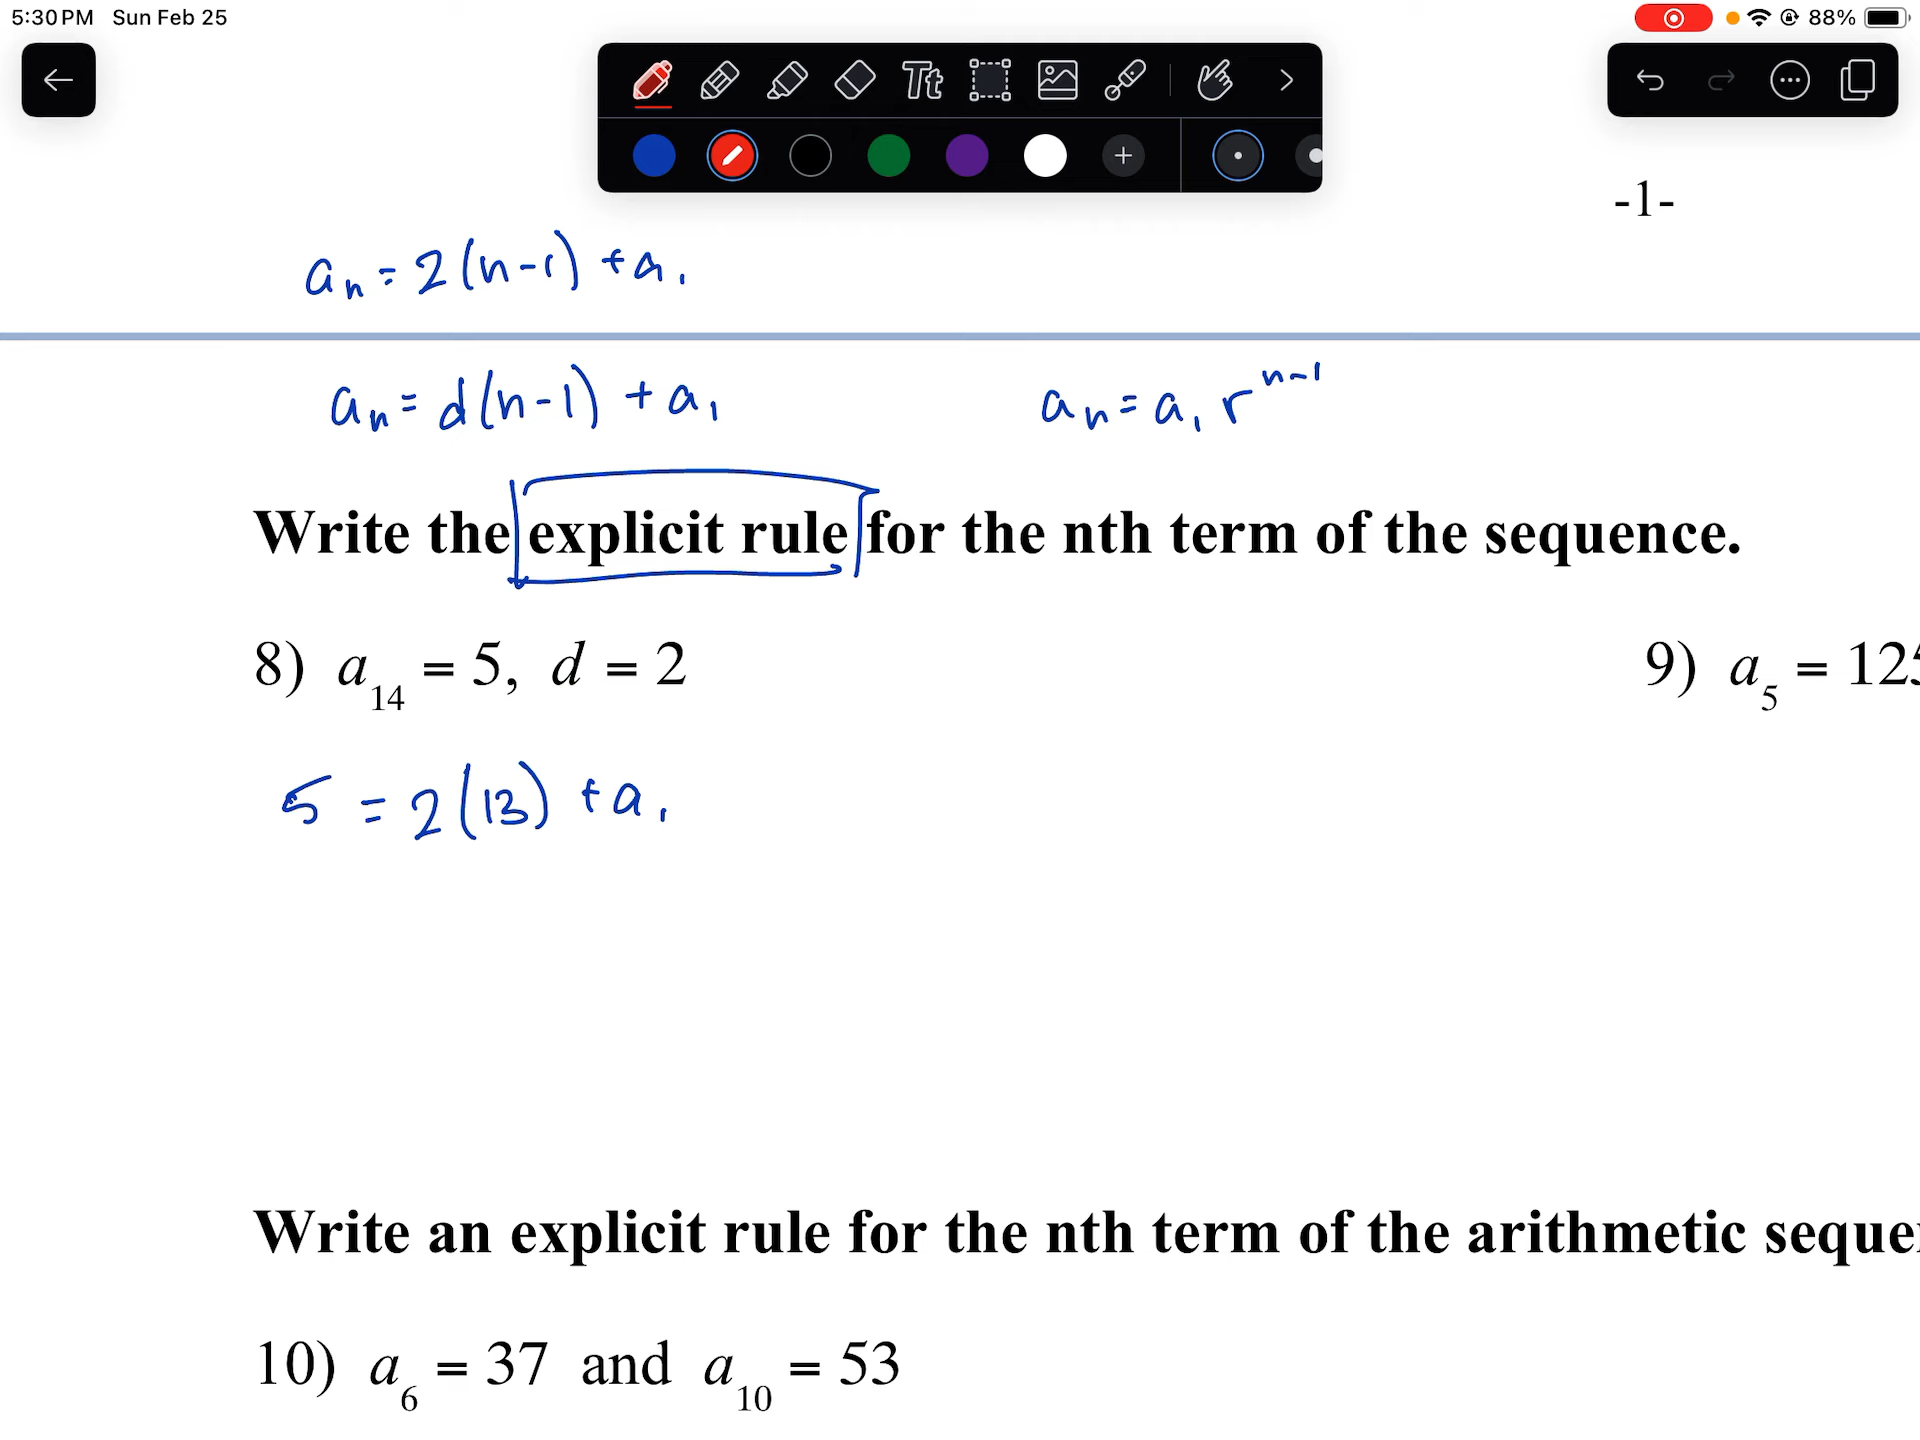 5:30 PM Sun Feb 25 88%
Tt
-1-
aₙ = 2(n-1) + a₁
aₙ = d(n-1) + a₁ aₙ = a₁ rⁿ⁻¹
Write the explicit rule for the nth term of the sequence.
8) a₁₄ = 5, d = 2 9) a₅ = 125
5 = 2(13) + a₁
Write an explicit rule for the nth term of the arithmetic seque
10) a₆ = 37 and a₁₀ = 53